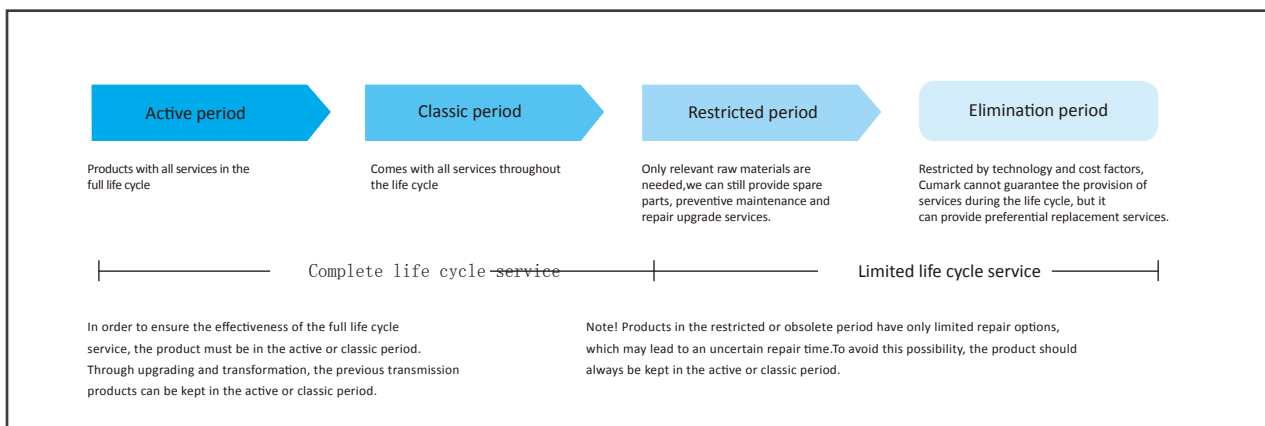 Active period
Classic period
Restricted period
Elimination period
Products with all services in the
full life cycle
Comes with all services throughout
the life cycle
Only relevant raw materials are
needed,we can still provide spare
parts, preventive maintenance and
repair upgrade services.
Restricted by technology and cost factors,
Cumark cannot guarantee the provision of
services during the life cycle, but it
can provide preferential replacement services.
Complete life cycle service
Limited life cycle service
In order to ensure the effectiveness of the full life cycle
service, the product must be in the active or classic period.
Through upgrading and transformation, the previous transmission
products can be kept in the active or classic period.
Note! Products in the restricted or obsolete period have only limited repair options,
which may lead to an uncertain repair time.To avoid this possibility, the product should
always be kept in the active or classic period.